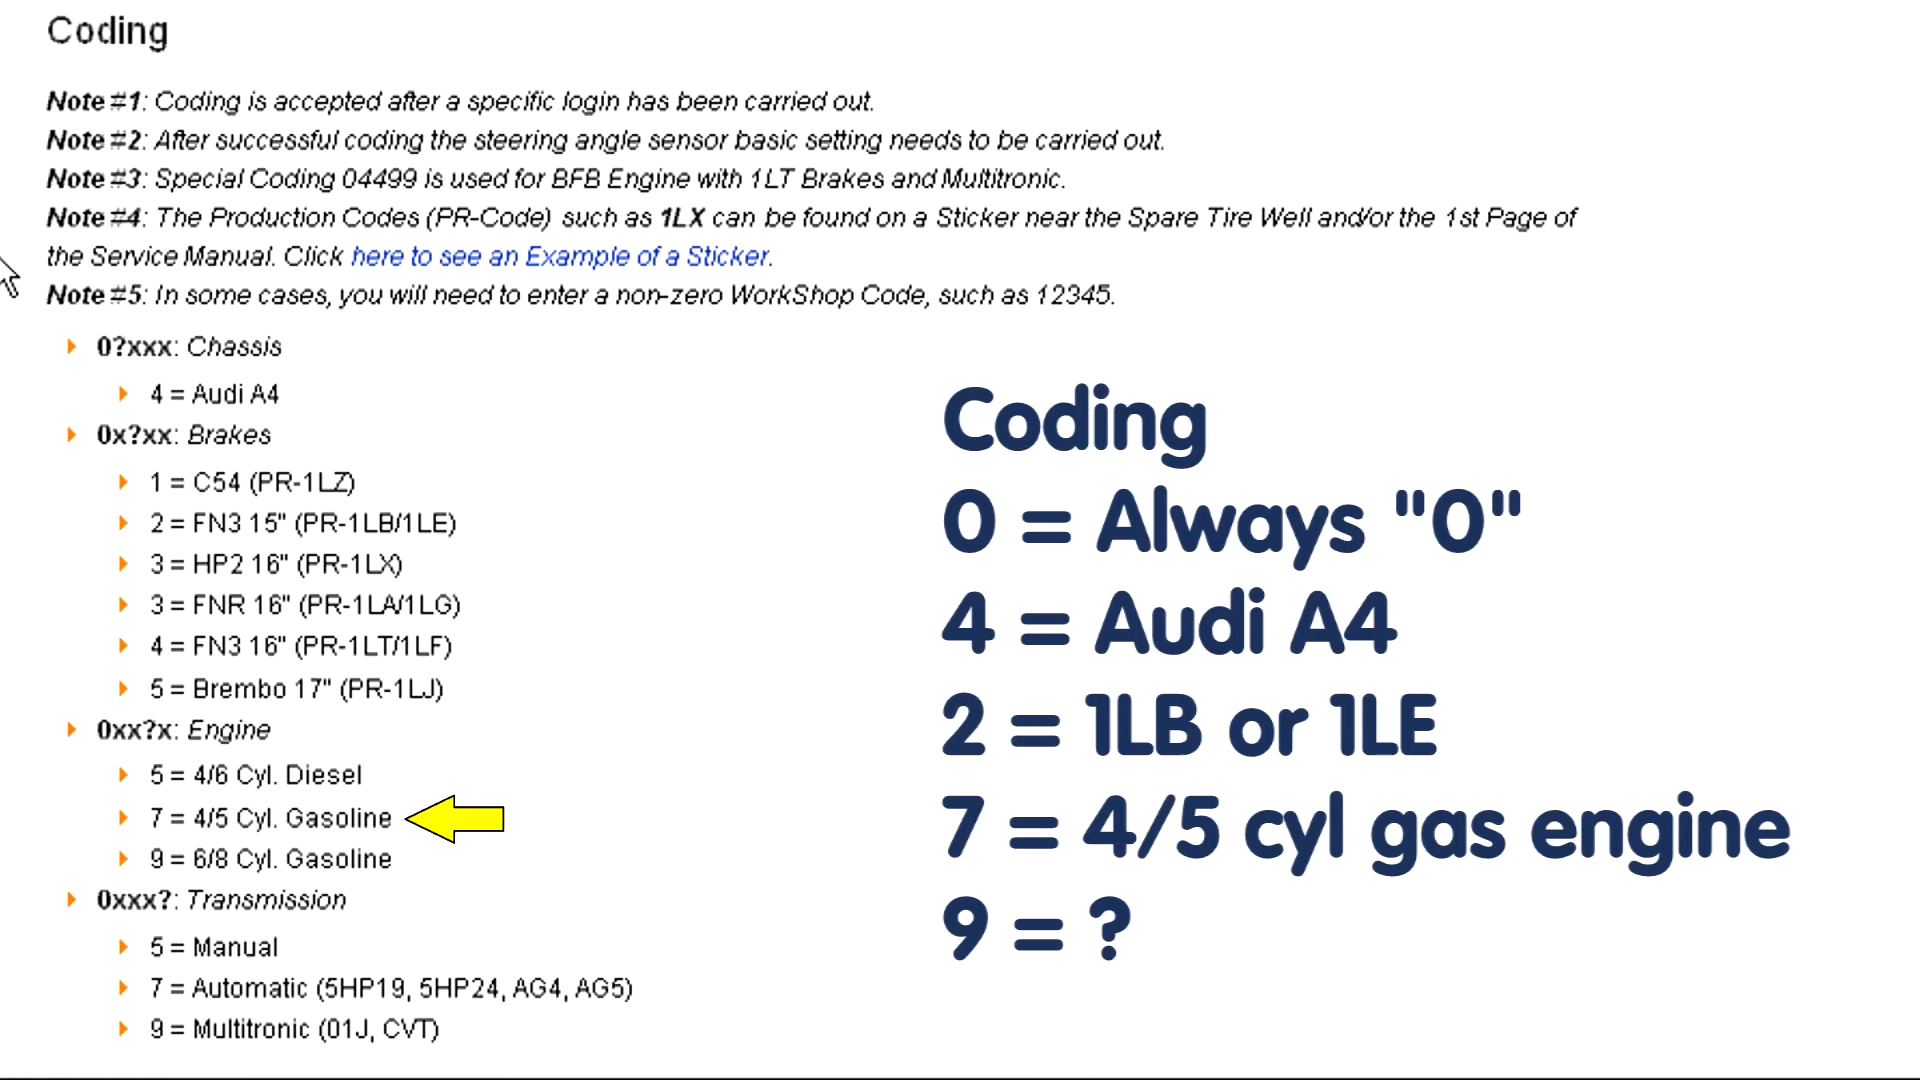 Coding
Note #1: Coding is accepted after a specific login has been carried out.
Note #2: After successful coding the steering angle sensor basic setting needs to be carried out.
Note #3: Special Coding 04499 is used for BFB Engine with 1LT Brakes and Multitronic.
Note #4: The Production Codes (PR-Code) such as 1LX can be found on a Sticker near the Spare Tire Well and/or the 1st Page of
the Service Manual. Click here to see an Example of a Sticker.
Note #5: In some cases, you will need to enter a non-zero WorkShop Code, such as 12345.
0?xxx: Chassis
4 = Audi A4
0x?xx: Brakes
1 = C54 (PR-1LZ)
2 = FN3 15" (PR-1LB/1LE)
3 = HP2 16" (PR-1LX)
3 = FNR 16" (PR-1LA/1LG)
4 = FN3 16" (PR-1LT/1LF)
5 = Brembo 17" (PR-1LJ)
0xx?x: Engine
5 = 4/6 Cyl. Diesel
7 = 4/5 Cyl. Gasoline
9 = 6/8 Cyl. Gasoline
0xxx?: Transmission
5 = Manual
7 = Automatic (5HP19, 5HP24, AG4, AG5)
9 = Multitronic (01J, CVT)
Coding
0 = Always "0"
4 = Audi A4
2 = 1LB or 1LE
7 = 4/5 cyl gas engine
9 = ?